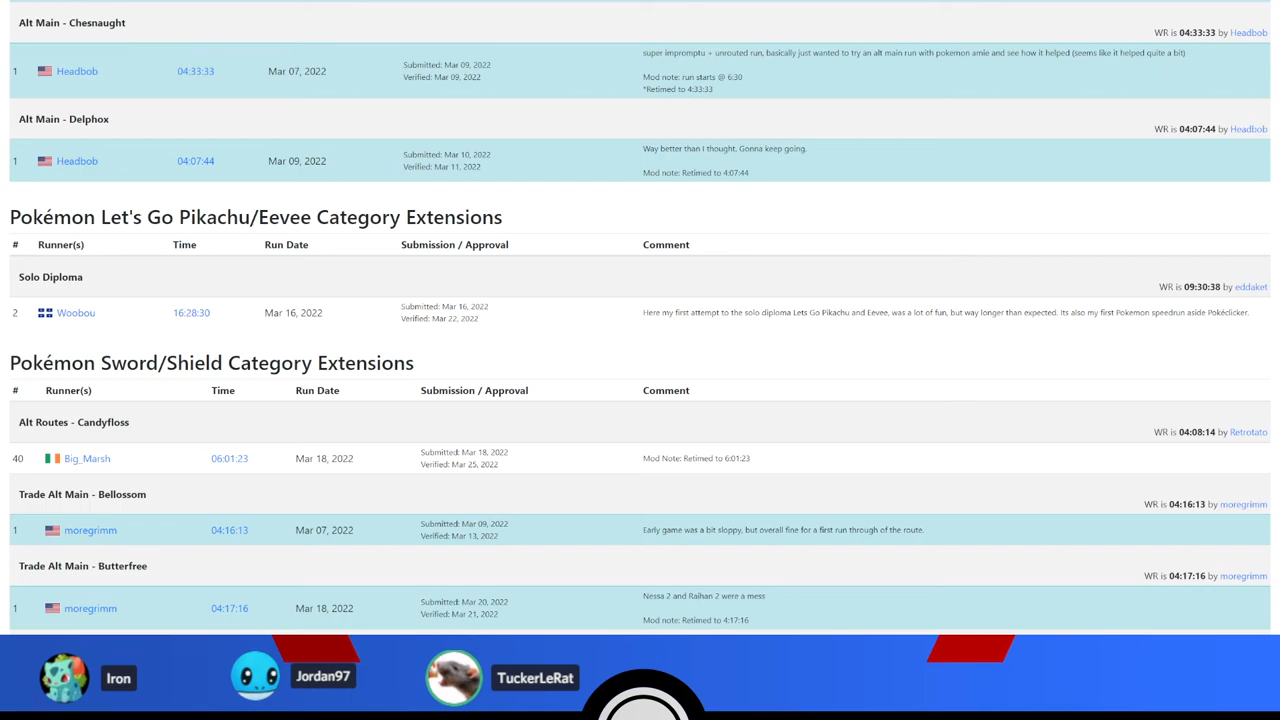 Alt Main - Chesnaught
WR is 04:33:33 by Headbob
1 Headbob 04:33:33 Mar 07, 2022 Submitted: Mar 09, 2022 super impromptu + unrouted run, basically just wanted to try an alt main run with pokemon amie and see how it helped (seems like it helped quite a bit)
Verified: Mar 09, 2022 Mod note: run starts @ 6:30
*Retimed to 4:33:33
Alt Main - Delphox
WR is 04:07:44 by Headbob
1 Headbob 04:07:44 Mar 09, 2022 Submitted: Mar 10, 2022 Way better than I thought. Gonna keep going.
Verified: Mar 11, 2022 Mod note: Retimed to 4:07:44
Pokémon Let's Go Pikachu/Eevee Category Extensions
# Runner(s) Time Run Date Submission / Approval Comment
Solo Diploma
WR is 09:30:38 by eddaket
2 Woobou 16:28:30 Mar 16, 2022 Submitted: Mar 16, 2022 Here my first attempt to the solo diploma Lets Go Pikachu and Eevee, was a lot of fun, but way longer than expected. Its also my first Pokemon speedrun aside Pokéclicker.
Verified: Mar 22, 2022
Pokémon Sword/Shield Category Extensions
# Runner(s) Time Run Date Submission / Approval Comment
Alt Routes - Candyfloss
WR is 04:08:14 by Retrotato
40 Big_Marsh 06:01:23 Mar 18, 2022 Submitted: Mar 18, 2022 Mod Note: Retimed to 6:01:23
Verified: Mar 25, 2022
Trade Alt Main - Bellossom
WR is 04:16:13 by moregrimm
1 moregrimm 04:16:13 Mar 07, 2022 Submitted: Mar 09, 2022 Early game was a bit sloppy, but overall fine for a first run through of the route.
Verified: Mar 13, 2022
Trade Alt Main - Butterfree
WR is 04:17:16 by moregrimm
1 moregrimm 04:17:16 Mar 18, 2022 Submitted: Mar 20, 2022 Nessa 2 and Raihan 2 were a mess
Verified: Mar 21, 2022 Mod note: Retimed to 4:17:16
Iron Jordan97 TuckerLeRat